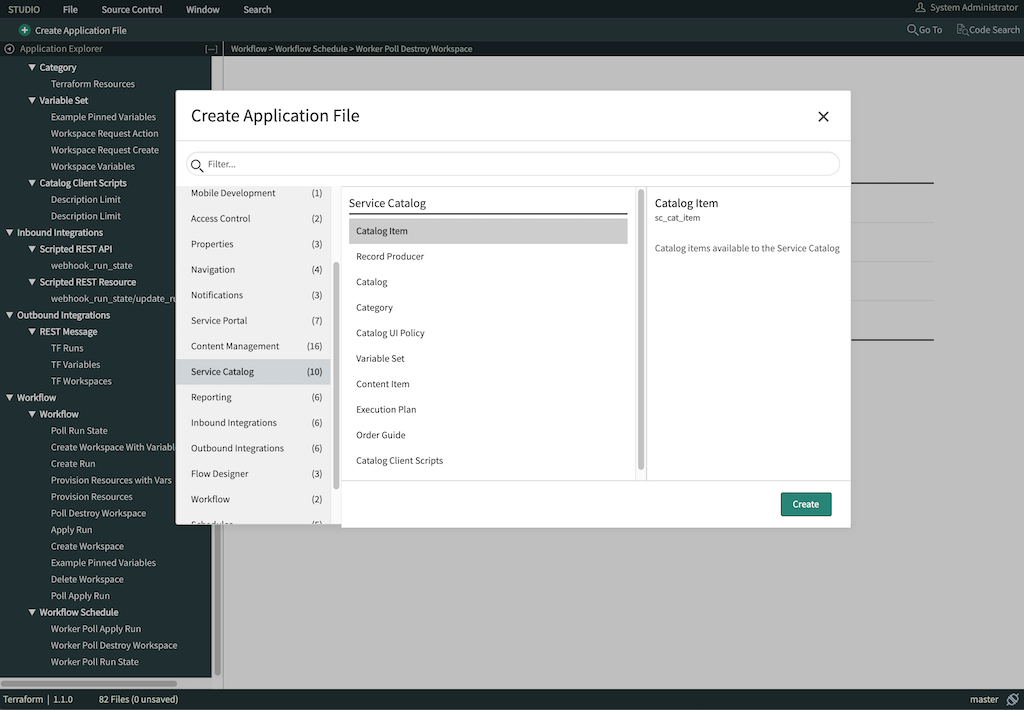 STUDIO File Source Control Window Search System Administrator
Create Application File Go To Code Search
Application Explorer [—] Workflow > Workflow Schedule > Worker Poll Destroy Workspace
Category
Terraform Resources
Variable Set
Example Pinned Variables
Workspace Request Action
Workspace Request Create
Workspace Variables
Catalog Client Scripts
Description Limit
Description Limit
Inbound Integrations
Scripted REST API
webhook_run_state
Scripted REST Resource
webhook_run_state/update_ru
Outbound Integrations
REST Message
TF Runs
TF Variables
TF Workspaces
Workflow
Workflow
Poll Run State
Create Workspace With Variabl
Create Run
Provision Resources with Vars
Provision Resources
Poll Destroy Workspace
Apply Run
Create Workspace
Example Pinned Variables
Delete Workspace
Poll Apply Run
Workflow Schedule
Worker Poll Apply Run
Worker Poll Destroy Workspace
Worker Poll Run State
Create Application File
Filter...
Mobile Development (1)
Access Control (2)
Properties (3)
Navigation (4)
Notifications (3)
Service Portal (7)
Content Management (16)
Service Catalog (10)
Reporting (6)
Inbound Integrations (6)
Outbound Integrations (6)
Flow Designer (3)
Workflow (2)
Schedules (5)
Service Catalog
Catalog Item
Record Producer
Catalog
Category
Catalog UI Policy
Variable Set
Content Item
Execution Plan
Order Guide
Catalog Client Scripts
Catalog Item
sc_cat_item
Catalog items available to the Service Catalog
Create
Terraform | 1.1.0 82 Files (0 unsaved) master